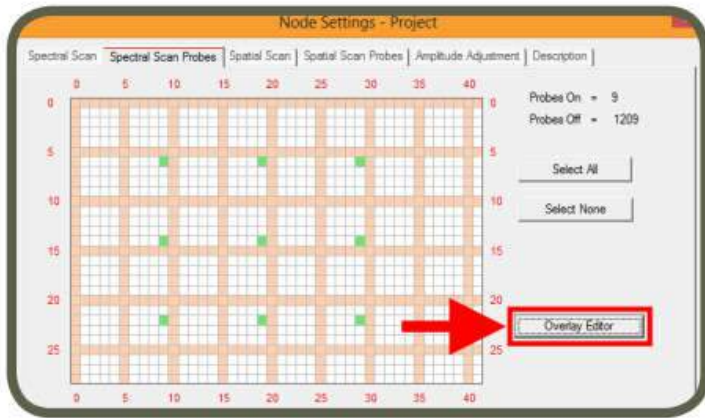 Node Settings - Project
Spectral Scan Spectral Scan Probes Spatial Scan Spatial Scan Probes Amplitude Adjustment Description
0 5 10 15 20 25 30 35 40
0 0
Probes On = 9
Probes Off = 1209
5 5
Select All
10 10
Select None
15 15
20 20
Overlay Editor
25 25
0 5 10 15 20 25 30 35 40